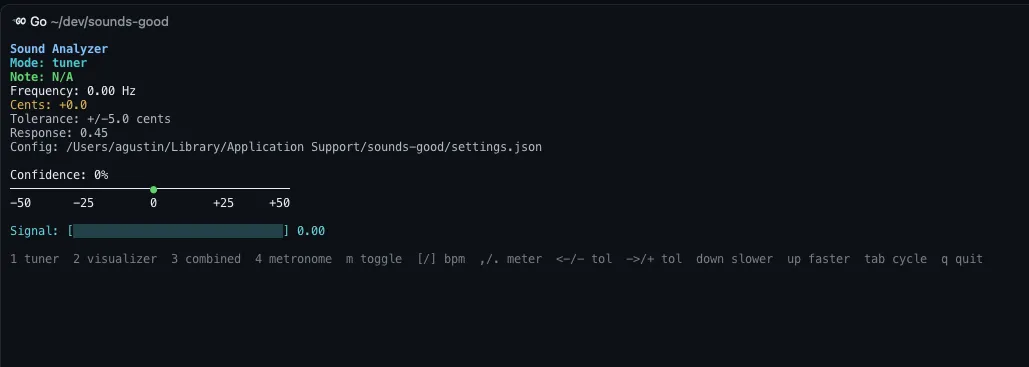 GO Go ~/dev/sounds-good
Sound Analyzer
Mode: tuner
Note: N/A
Frequency: 0.00 Hz
Cents: +0.0
Tolerance: +/-5.0 cents
Response: 0.45
Config: /Users/agustin/Library/Application Support/sounds-good/settings.json
Confidence: 0%
-50 -25 0 +25 +50
Signal: [ ] 0.00
1 tuner 2 visualizer 3 combined 4 metronome m toggle [/] bpm ,/. meter <-/- tol ->/+ tol down slower up faster tab cycle q quit